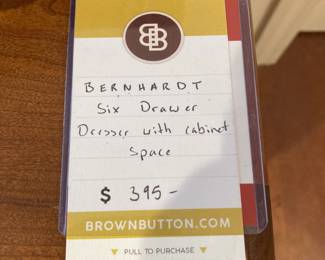 BB
BERNHARDT
Six Drawer
Dresser with cabinet
Space
$ 395-
BROWNBUTTON.COM
PULL TO PURCHASE